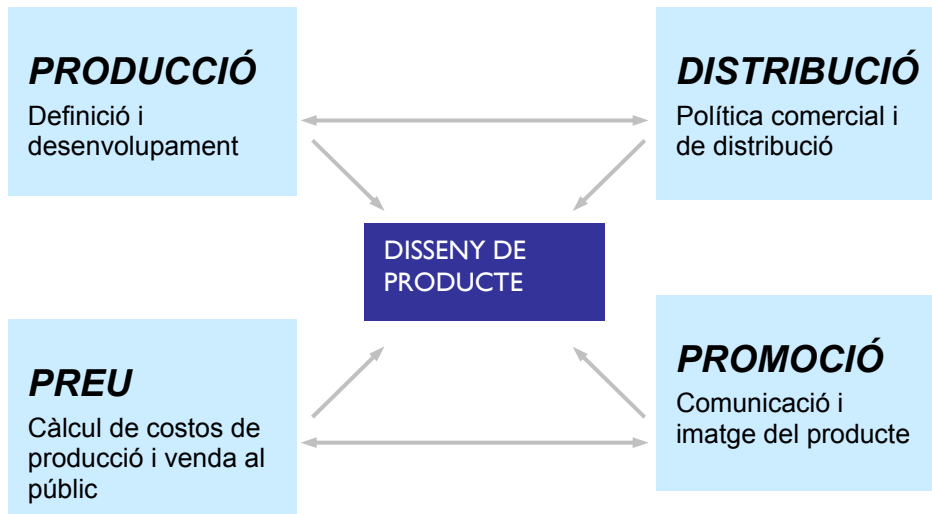 PRODUCCIÓ
Definició i
desenvolupament
DISTRIBUCIÓ
Política comercial i
de distribució
DISSENY DE
PRODUCTE
PREU
Càlcul de costos de
producció i venda al
públic
PROMOCIÓ
Comunicació i
imatge del producte